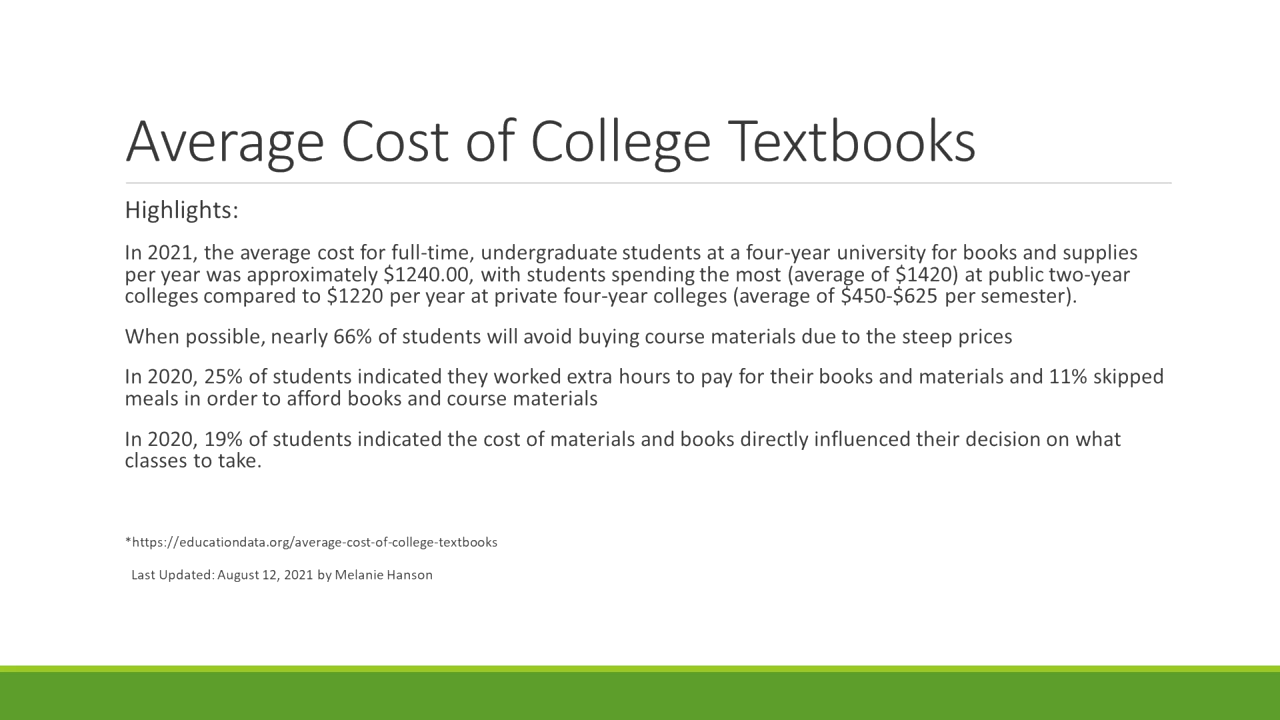 Average Cost of College Textbooks
Highlights:
In 2021, the average cost for full-time, undergraduate students at a four-year university for books and supplies
per year was approximately $1240.00, with students spending the most (average of $1420) at public two-year
colleges compared to $1220 per year at private four-year colleges (average of $450-$625 per semester).
When possible, nearly 66% of students will avoid buying course materials due to the steep prices
In 2020, 25% of students indicated they worked extra hours to pay for their books and materials and 11% skipped
meals in order to afford books and course materials
In 2020, 19% of students indicated the cost of materials and books directly influenced their decision on what
classes to take.
*https://educationdata.org/average-cost-of-college-textbooks
Last Updated: August 12, 2021 by Melanie Hanson